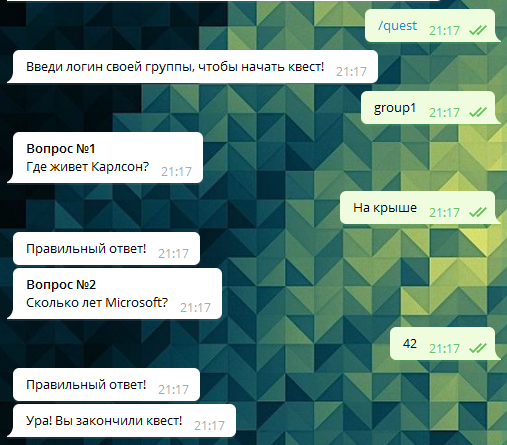 /quest 21:17
Введи логин своей группы, чтобы начать квест! 21:17
group1 21:17
Вопрос №1
Где живет Карлсон? 21:17
На крыше 21:17
Правильный ответ! 21:17
Вопрос №2
Сколько лет Microsoft? 21:17
42 21:17
Правильный ответ! 21:17
Ура! Вы закончили квест! 21:17